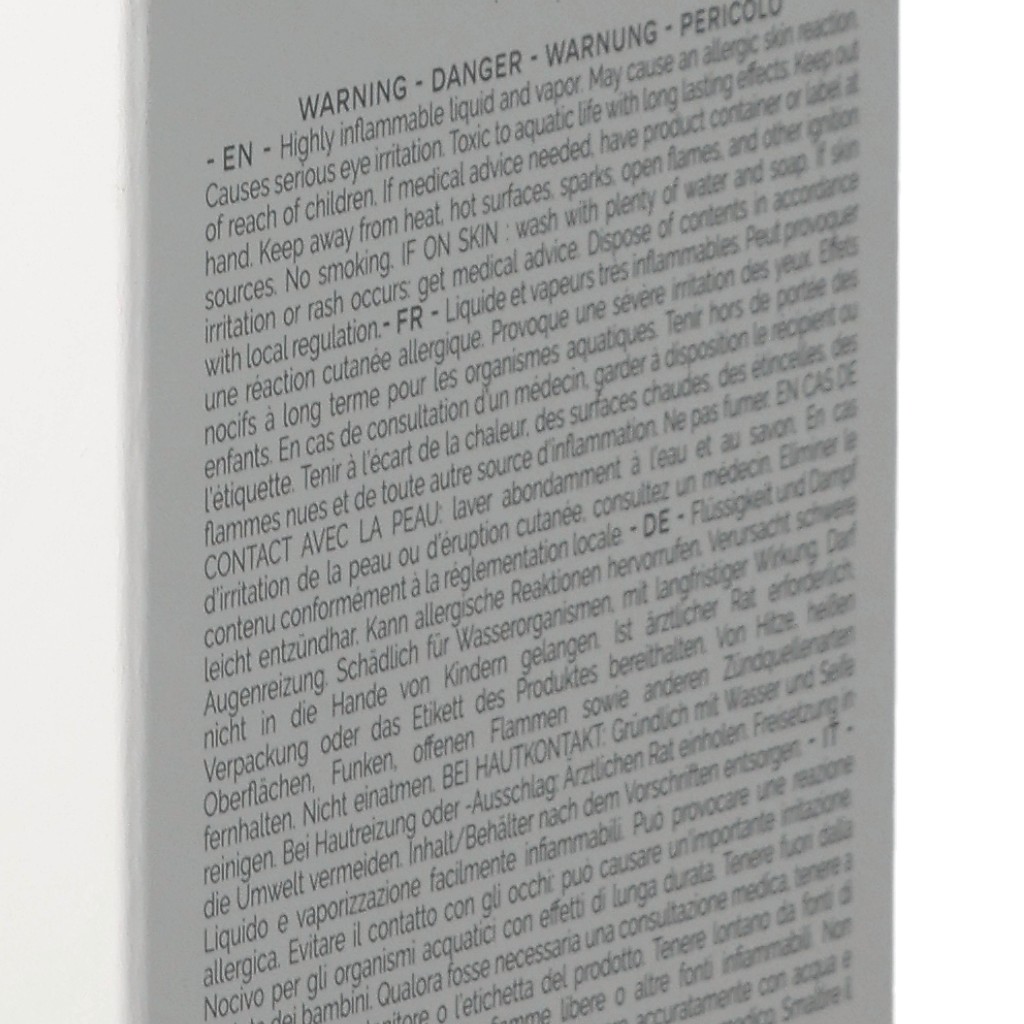 WARNING - DANGER - WARNUNG - PERICOLO
- EN - Highly inflammable liquid and vapor. May cause an allergic skin reaction.
Causes serious eye irritation. Toxic to aquatic life with long lasting effects. Keep out
of reach of children. If medical advice needed, have product container or label at
hand. Keep away from heat, hot surfaces, sparks, open flames, and other ignition
sources. No smoking. IF ON SKIN : wash with plenty of water and soap. If skin
irritation or rash occurs: get medical advice. Dispose of contents in accordance
with local regulation.- FR - Liquide et vapeurs très inflammables. Peut provoquer
une réaction cutanée allergique. Provoque une sévère irritation des yeux. Effets
nocifs à long terme pour les organismes aquatiques. Tenir hors de portée des
enfants. En cas de consultation d'un médecin, garder à disposition le récipient ou
l'étiquette. Tenir à l'écart de la chaleur, des surfaces chaudes, des étincelles, des
flammes nues et de toute autre source d'inflammation. Ne pas fumer. EN CAS DE
CONTACT AVEC LA PEAU: laver abondamment à l'eau et au savon. En cas
d'irritation de la peau ou d'éruption cutanée, consultez un médecin. Eliminer le
contenu conformément à la réglementation locale - DE - Flüssigkeit und Dampf
leicht entzündhar. Kann allergische Reaktionen hervorrufen. Verursacht schwere
Augenreizung. Schädlich für Wasserorganismen, mit langfristiger Wirkung. Darf
nicht in die Hande von Kindern gelangen. Ist ärztlicher Rat erforderlich,
Verpackung oder das Etikett des Produktes bereithalten. Von Hitze, heißen
Oberflächen, Funken, offenen Flammen sowie anderen Zündquellenarten
fernhalten. Nicht einatmen. BEI HAUTKONTAKT: Gründlich mit Wasser und Seife
reinigen. Bei Hautreizung oder -Ausschlag: Ärztlichen Rat einholen. Freisetzung in
die Umwelt vermeiden. Inhalt/Behälter nach dem Vorschriften entsorgen. - IT -
Liquido e vaporizzazione facilmente infiammabili. Può provocare una reazione
allergica. Evitare il contatto con gli occhi: può causare un'importante irritazione.
Nocivo per gli organismi acquatici con effetti di lunga durata. Tenere fuori dalla
dei bambini. Qualora fosse necessaria una consultazione medica, tenere a
o l'etichetta del prodotto. Tenere lontano da fonti di
libere o altre fonti infiammabili. Non
accuratamente con acqua e
medico. Smaltire il